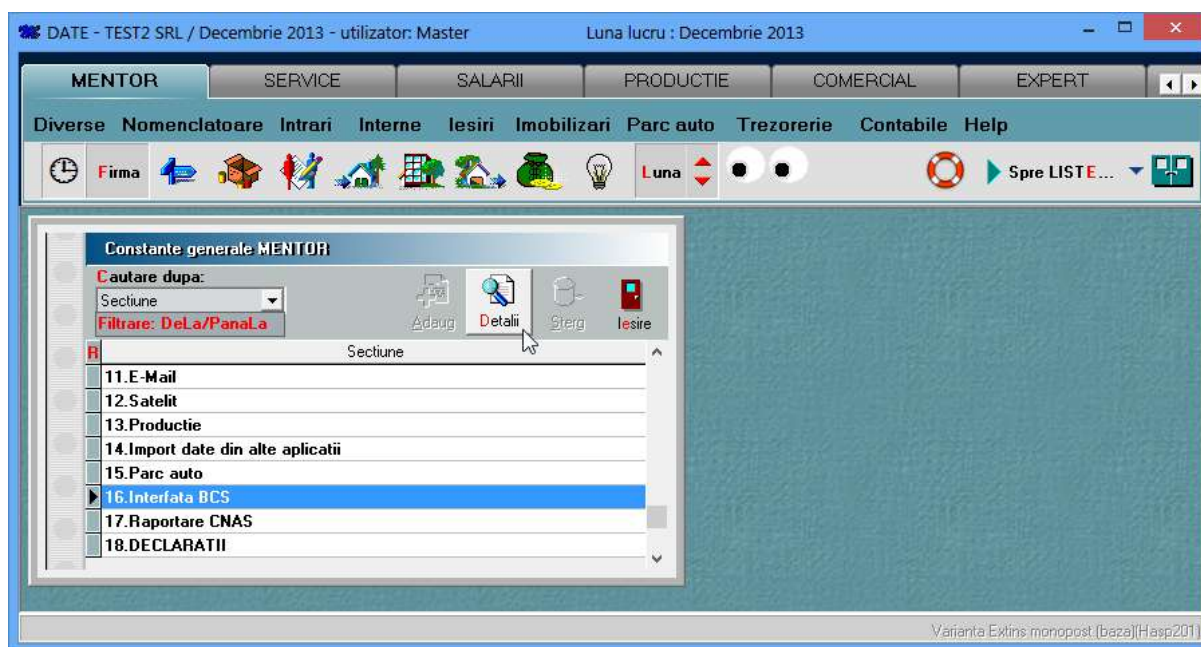 DATE - TEST2 SRL / Decembrie 2013 - utilizator: Master Luna lucru : Decembrie 2013
MENTOR SERVICE SALARII PRODUCTIE COMERCIAL EXPERT
Diverse Nomenclatoare Intrari Interne Iesiri Imobilizari Parc auto Trezorerie Contabile Help
Firma Luna Spre LISTE...
Constante generale MENTOR
Cautare dupa:
Sectiune
Filtrare: DeLa/PanaLa
Adaug Detalii Sterg Iesire
R Sectiune
11.E-Mail
12.Satelit
13.Productie
14.Import date din alte aplicatii
15.Parc auto
16.Interfata BCS
17.Raportare CNAS
18.DECLARATII
Varianta Extins monopost (baza)(Hasp201)